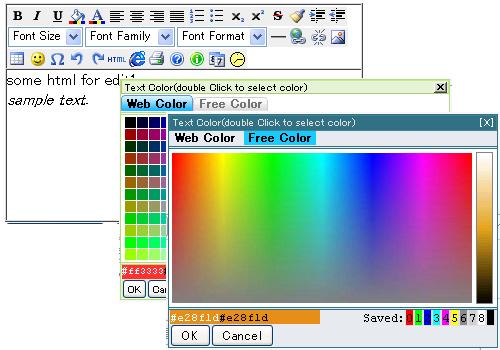 B I U A x₂ x² S
Font Size Font Family Font Format
HTML
some html for edit1
sample text.
Text Color(double Click to select color)
Web Color Free Color
#ff3333
OK
Text Color(double Click to select color) [X]
Web Color Free Color
#e28f1d#e28f1d Saved: 0 1 2 3 4 5 6 7 8
OK Cancel